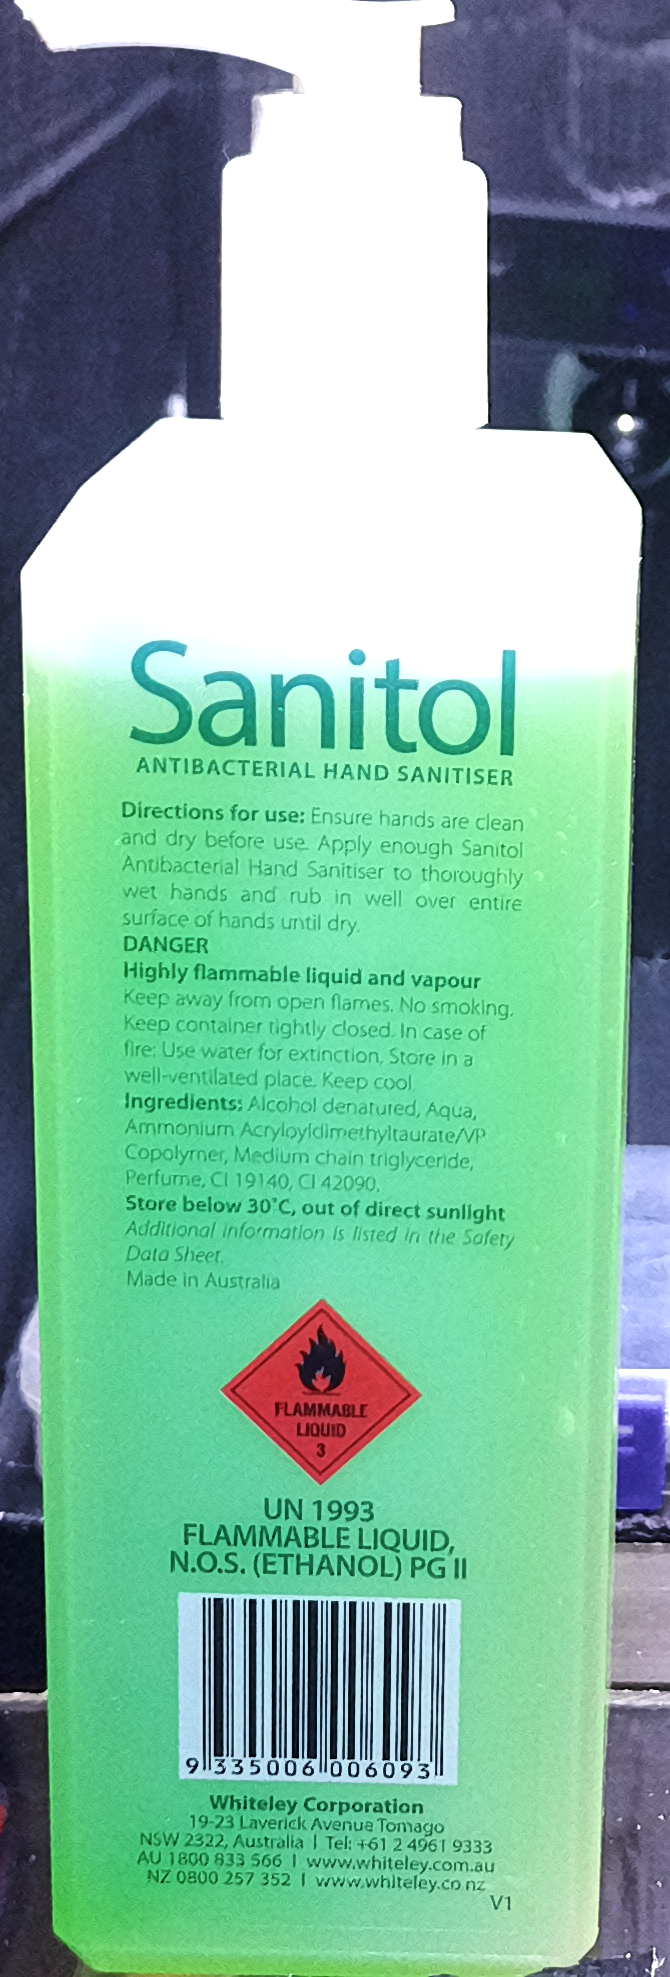 Sanitol
ANTIBACTERIAL HAND SANITISER
Directions for use: Ensure hands are clean
and dry before use. Apply enough Sanitol
Antibacterial Hand Sanitiser to thoroughly
wet hands and rub in well over entire
surface of hands until dry.
DANGER
Highly flammable liquid and vapour
Keep away from open flames. No smoking.
Keep container tightly closed. In case of
fire: Use water for extinction. Store in a
well-ventilated place. Keep cool.
Ingredients: Alcohol denatured, Aqua,
Ammonium Acryloyldimethyltaurate/VP
Copolymer, Medium chain triglyceride,
Perfume, CI 19140, CI 42090.
Store below 30°C, out of direct sunlight
Additional information is listed in the Safety
Data Sheet.
Made in Australia
FLAMMABLE
LIQUID
3
UN 1993
FLAMMABLE LIQUID,
N.O.S. (ETHANOL) PG II
9 335006 006093
Whiteley Corporation
19-23 Laverick Avenue Tomago
NSW 2322, Australia | Tel: +61 2 4961 9333
AU 1800 833 566 | www.whiteley.com.au
NZ 0800 257 352 | www.whiteley.co.nz
V1